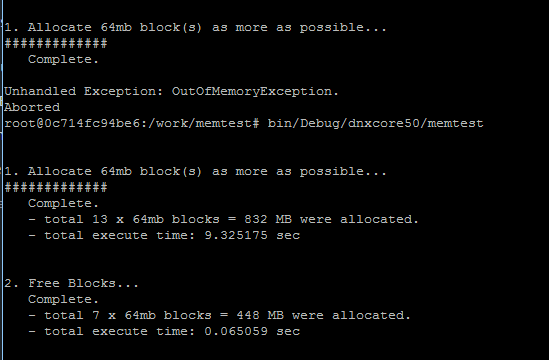 1. Allocate 64mb block(s) as more as possible...
#############
Complete.
Unhandled Exception: OutOfMemoryException.
Aborted
root@0c714fc94be6:/work/memtest# bin/Debug/dnxcore50/memtest
1. Allocate 64mb block(s) as more as possible...
#############
Complete.
- total 13 x 64mb blocks = 832 MB were allocated.
- total execute time: 9.325175 sec
2. Free Blocks...
Complete.
- total 7 x 64mb blocks = 448 MB were allocated.
- total execute time: 0.065059 sec